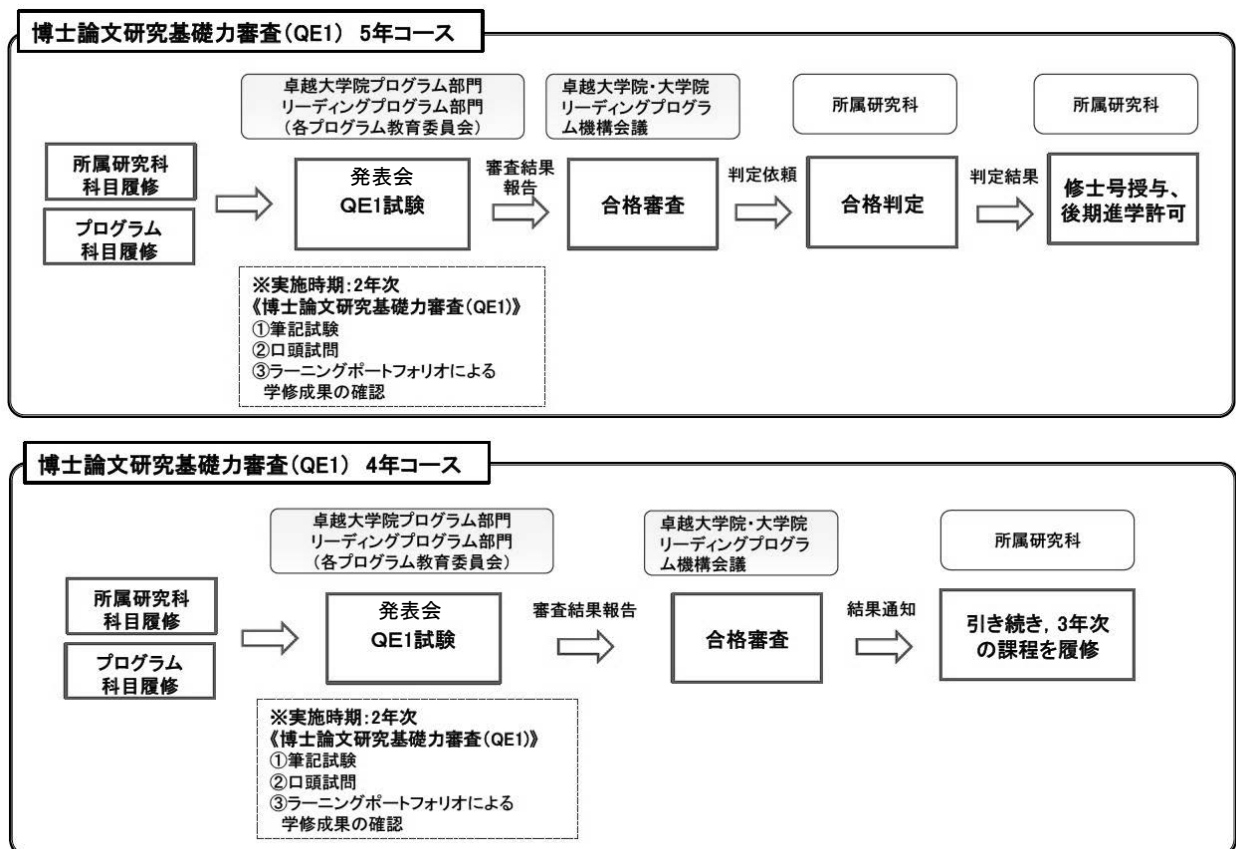 博士論文研究基礎力審査(QE1) 5年コース
卓越大学院プログラム部門
リーディングプログラム部門
(各プログラム教育委員会)
卓越大学院・大学院
リーディングプログラ
ム機構会議
所属研究科
所属研究科
所属研究科
科目履修
プログラム
科目履修
発表会
QE1試験
審査結果
報告
合格審査
判定依頼
合格判定
判定結果
修士号授与、
後期進学許可
※実施時期:2年次
《博士論文研究基礎力審査(QE1)》
①筆記試験
②口頭試問
③ラーニングポートフォリオによる
学修成果の確認
博士論文研究基礎力審査(QE1) 4年コース
卓越大学院プログラム部門
リーディングプログラム部門
(各プログラム教育委員会)
卓越大学院・大学院
リーディングプログラ
ム機構会議
所属研究科
所属研究科
科目履修
プログラム
科目履修
発表会
QE1試験
審査結果報告
合格審査
結果通知
引き続き, 3年次
の課程を履修
※実施時期:2年次
《博士論文研究基礎力審査(QE1)》
①筆記試験
②口頭試問
③ラーニングポートフォリオによる
学修成果の確認